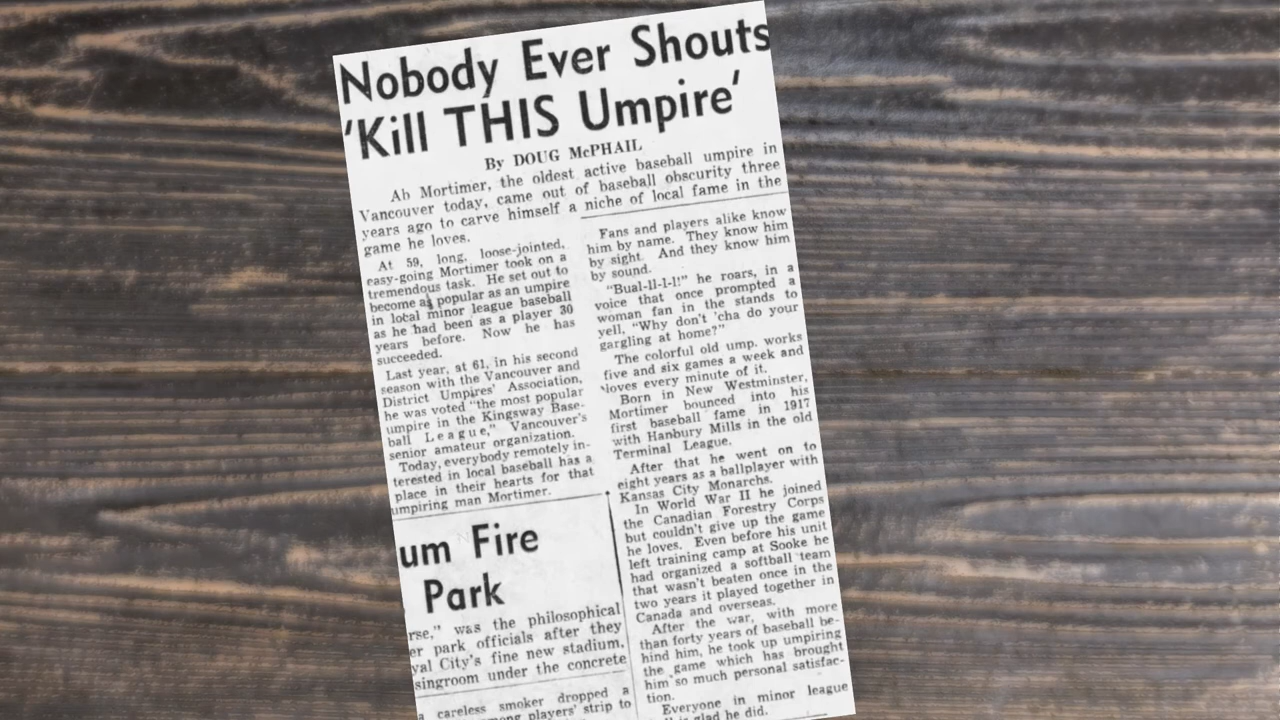 Nobody Ever Shouts
'Kill THIS Umpire'
By DOUG McPHAIL
Ab Mortimer, the oldest active baseball umpire in
Vancouver today, came out of baseball obscurity three
years ago to carve himself a niche of local fame in the
game he loves.
At 59, long, loose-jointed,
easy-going Mortimer took on a
tremendous task. He set out to
become as popular as an umpire
in local minor league baseball
as he had been as a player 30
years before. Now he has
succeeded.
Last year, at 61, in his second
season with the Vancouver and
District Umpires' Association,
he was voted "the most popular
umpire in the Kingsway Base-
ball League," Vancouver's
senior amateur organization.
Today, everybody remotely in-
terested in local baseball has a
place in their hearts for that
umpiring man Mortimer.
Fans and players alike know
him by name. They know him
by sight. And they know him
by sound.
"Bual-ll-l-l!" he roars, in a
voice that once prompted a
woman fan in the stands to
yell, "Why don't 'cha do your
gargling at home?"
The colorful old ump. works
five and six games a week and
loves every minute of it.
Born in New Westminster,
Mortimer bounced into his
first baseball fame in 1917
with Hanbury Mills in the old
Terminal League.
After that he went on to
eight years as a ballplayer with
Kansas City Monarchs.
In World War II he joined
the Canadian Forestry Corps
but couldn't give up the game
he loves. Even before his unit
left training camp at Sooke he
had organized a softball team
that wasn't beaten once in the
two years it played together in
Canada and overseas.
After the war, with more
than forty years of baseball be-
hind him, he took up umpiring
the game which has brought
him so much personal satisfac-
tion.
Everyone in minor league
is glad he did.
um Fire
Park
rse," was the philosophical
er park officials after they
yal City's fine new stadium,
singroom under the concrete
a careless smoker dropped a
mong players' strip to